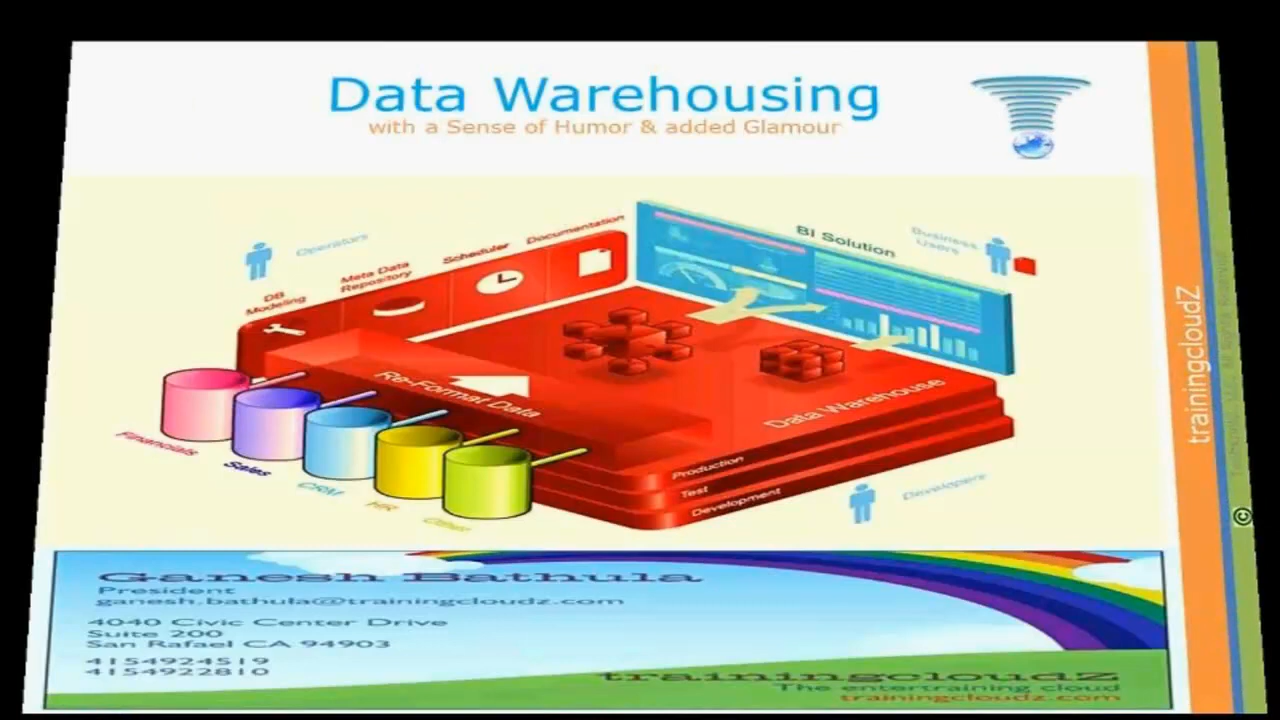 Data Warehousing
with a Sense of Humor & added Glamour
Operators
DB
Modeling
Meta Data
Repository
Scheduler
Documentation
BI Solution
Business
Users
Re-Format Data
Data Warehouse
Financials
Sales
CRM
HR
Other
Production
Test
Development
Developers
Ganesh Bathula
President
ganesh.bathula@trainingcloudz.com
4040 Civic Center Drive
Suite 200
San Rafael CA 94903
4154924519
4154922810
trainingcloudZ
The entertraining cloud
trainingcloudz.com
trainingcloudZ
©